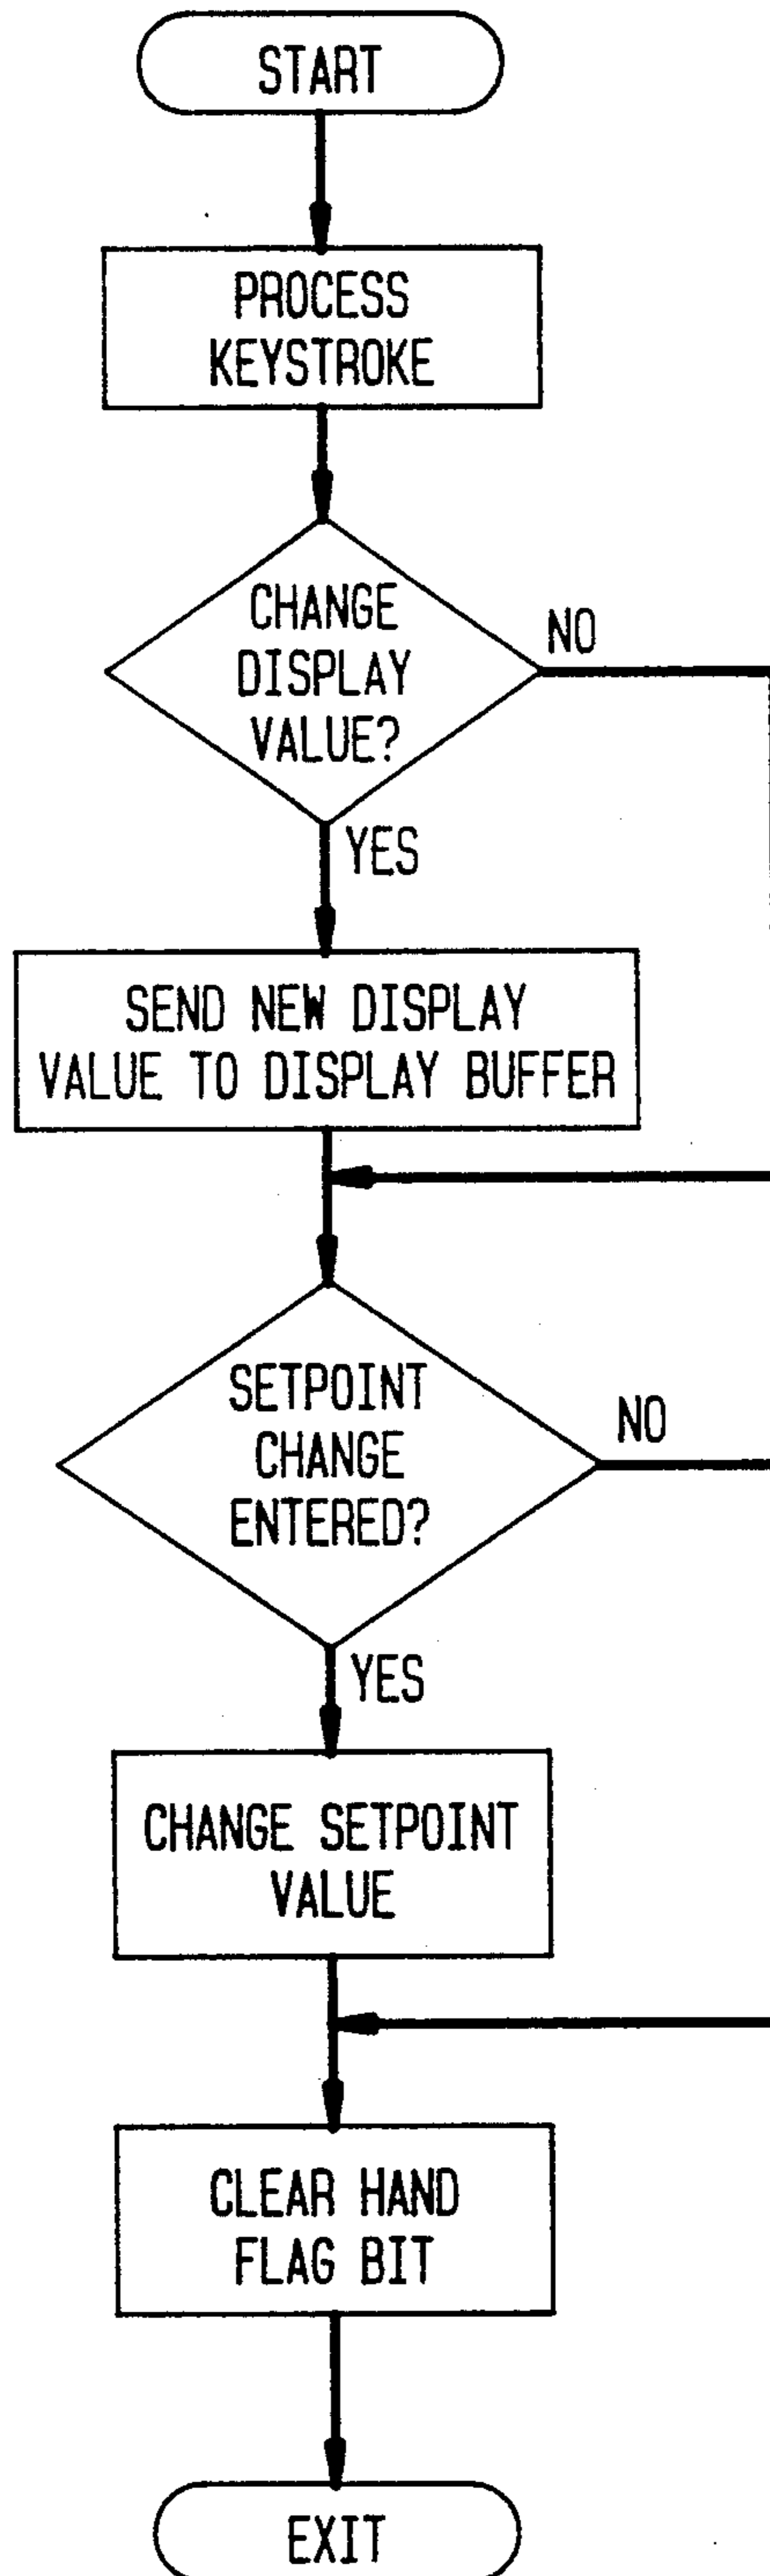 START
PROCESS
KEYSTROKE
CHANGE
DISPLAY
VALUE?
NO
YES
SEND NEW DISPLAY
VALUE TO DISPLAY BUFFER
SETPOINT
CHANGE
ENTERED?
NO
YES
CHANGE SETPOINT
VALUE
CLEAR HAND
FLAG BIT
EXIT